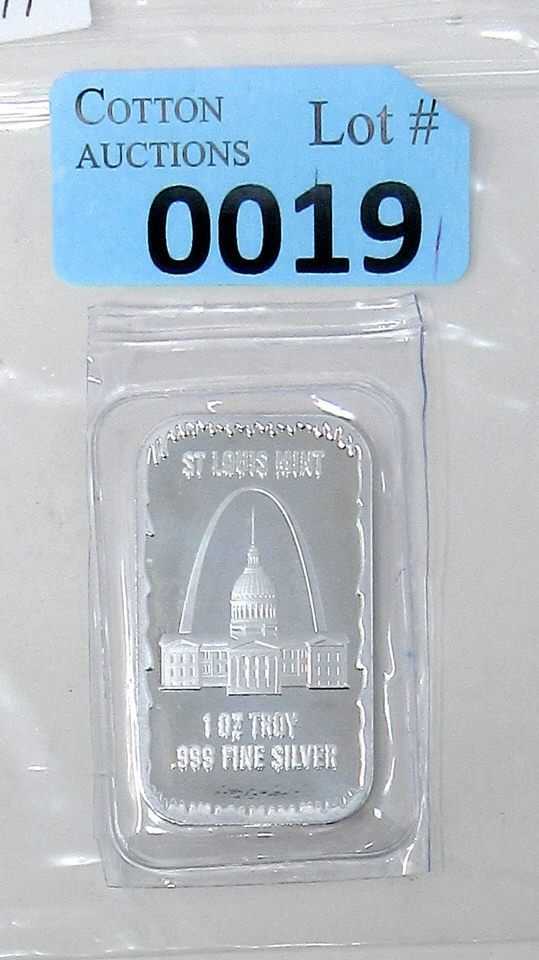 COTTON
AUCTIONS
Lot #
0019
ST LOUIS MINT
1 OZ TROY
.999 FINE SILVER